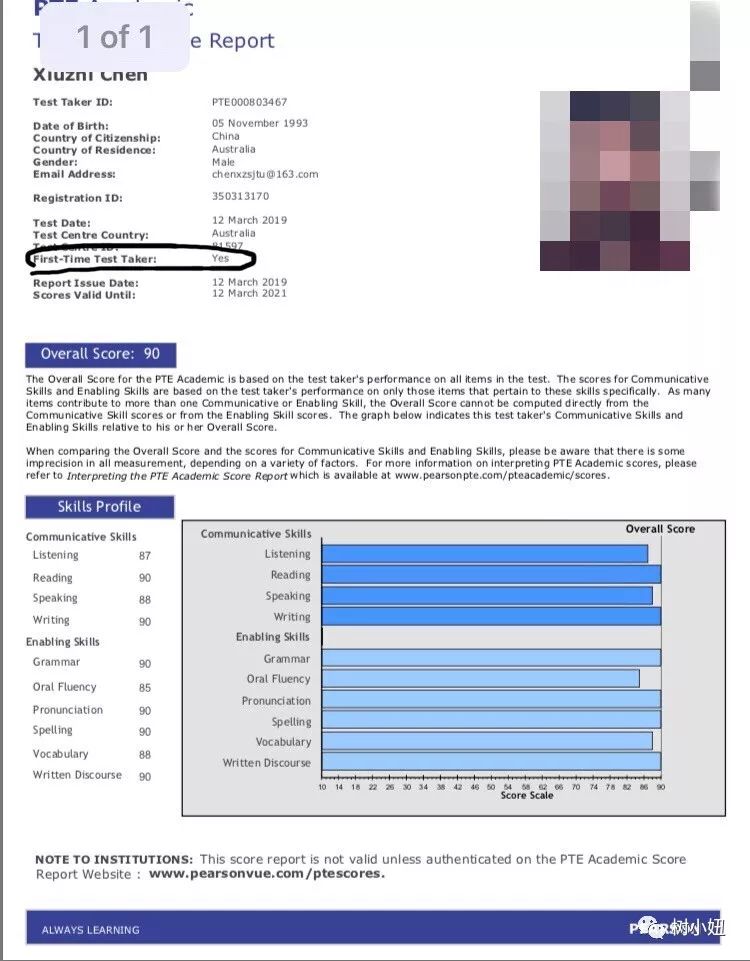 PTE Academic
1 of 1
e Report
Xiuzhi Chen
Test Taker ID: PTE000803467
Date of Birth: 05 November 1993
Country of Citizenship: China
Country of Residence: Australia
Gender: Male
Email Address: chenxzsjtu@163.com
Registration ID: 350313170
Test Date: 12 March 2019
Test Centre Country: Australia
Test Centre ID: 81597
First-Time Test Taker: Yes
Report Issue Date: 12 March 2019
Scores Valid Until: 12 March 2021
Overall Score: 90
The Overall Score for the PTE Academic is based on the test taker's performance on all items in the test. The scores for Communicative
Skills and Enabling Skills are based on the test taker's performance on only those items that pertain to these skills specifically. As many
items contribute to more than one Communicative or Enabling Skill, the Overall Score cannot be computed directly from the
Communicative Skill scores or from the Enabling Skill scores. The graph below indicates this test taker's Communicative Skills and
Enabling Skills relative to his or her Overall Score.
When comparing the Overall Score and the scores for Communicative Skills and Enabling Skills, please be aware that there is some
imprecision in all measurement, depending on a variety of factors. For more information on interpreting PTE Academic scores, please
refer to Interpreting the PTE Academic Score Report which is available at www.pearsonpte.com/pteacademic/scores.
Skills Profile
Communicative Skills
Listening 87
Reading 90
Speaking 88
Writing 90
Enabling Skills
Grammar 90
Oral Fluency 85
Pronunciation 90
Spelling 90
Vocabulary 88
Written Discourse 90
Overall Score
Communicative Skills
Listening
Reading
Speaking
Writing
Enabling Skills
Grammar
Oral Fluency
Pronunciation
Spelling
Vocabulary
Written Discourse
10 14 18 22 26 30 34 38 42 46 50 54 58 62 66 70 74 78 82 86 90
Score Scale
NOTE TO INSTITUTIONS: This score report is not valid unless authenticated on the PTE Academic Score
Report Website : www.pearsonvue.com/ptescores.
ALWAYS LEARNING
树小妞